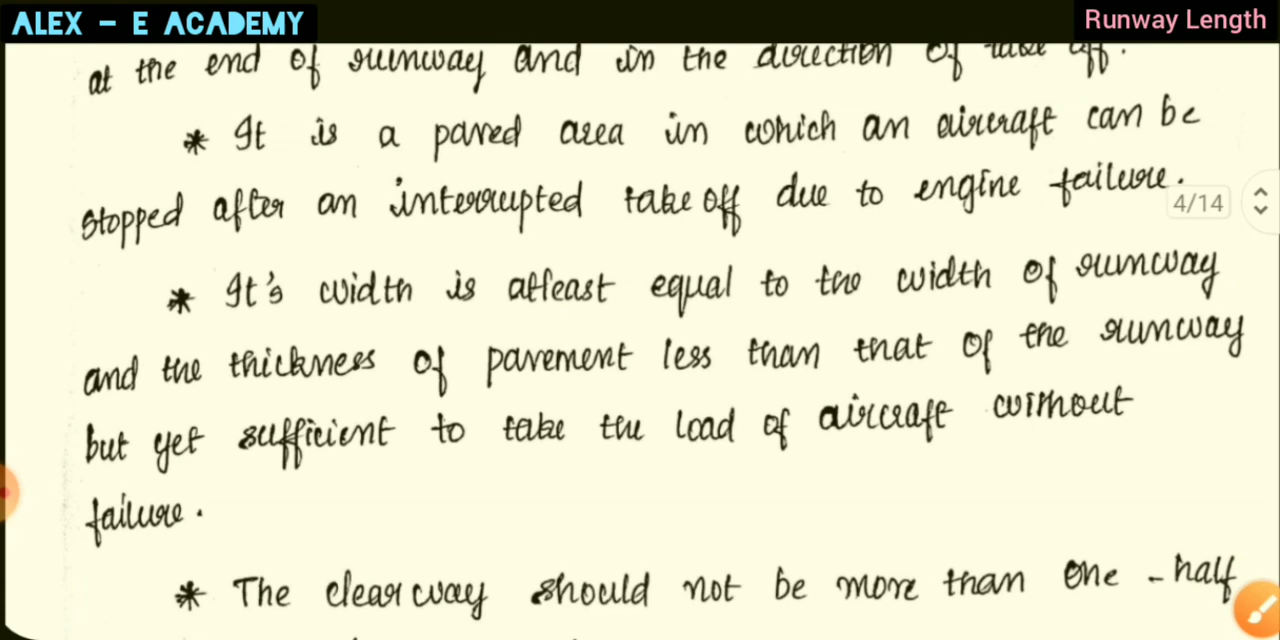 ALEX - E ACADEMY
Runway Length
at the end of runway and in the direction of take off.
* It is a paved area in which an aircraft can be
stopped after an interrupted take off due to engine failure.
4/14
* It's width is atleast equal to the width of runway
and the thickness of pavement less than that of the runway
but yet sufficient to take the load of aircraft without
failure.
* The clearway should not be more than one-half